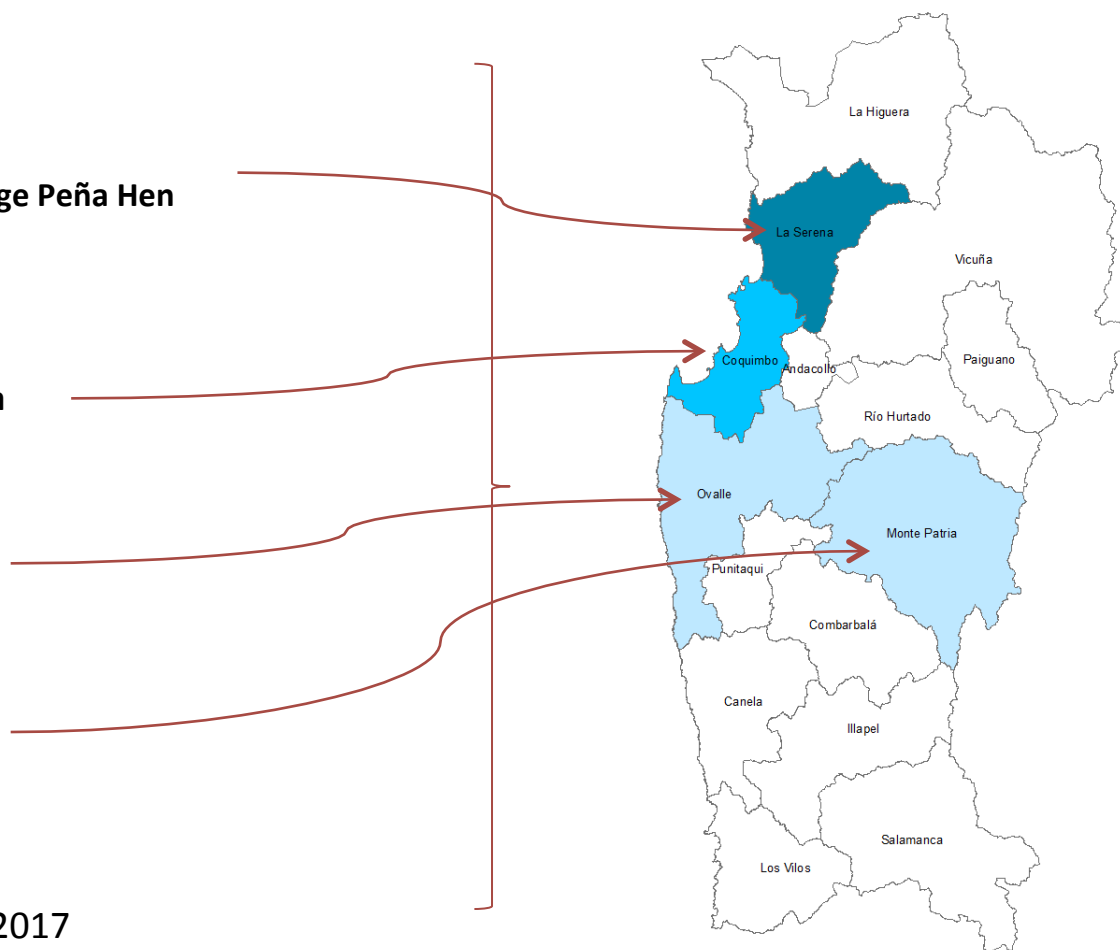 La Higuera
ge Peña Hen
La Serena
Vicuña
Coquimbo
Andacollo
Paiguano
Río Hurtado
Ovalle
Monte Patria
Punitaqui
Combarbalá
Canela
Illapel
Salamanca
Los Vilos
2017